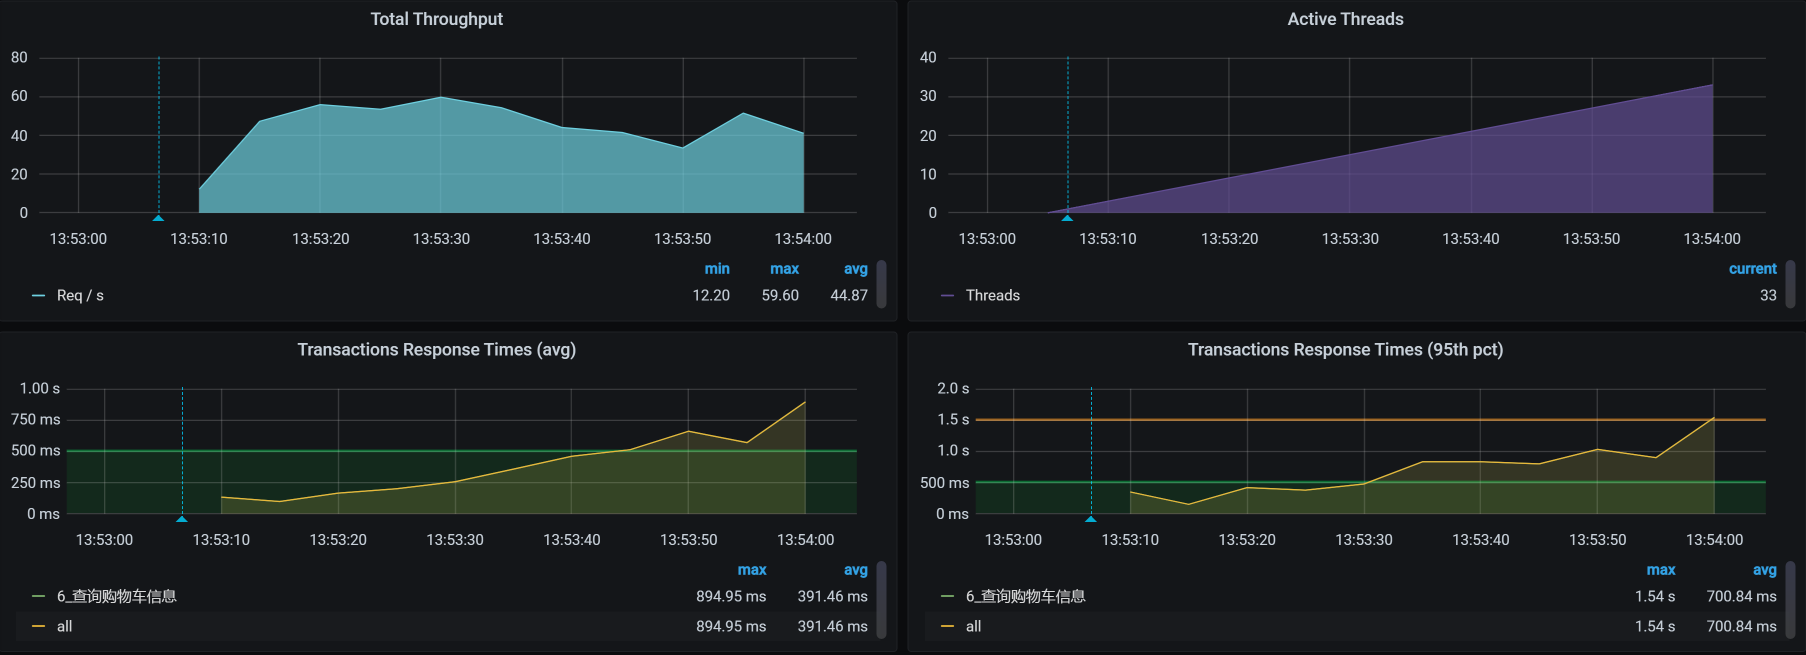 Total Throughput
80
60
40
20
0
13:53:00 13:53:10 13:53:20 13:53:30 13:53:40 13:53:50 13:54:00
min max avg
Req / s 12.20 59.60 44.87
Active Threads
40
30
20
10
0
13:53:00 13:53:10 13:53:20 13:53:30 13:53:40 13:53:50 13:54:00
current
Threads 33
Transactions Response Times (avg)
1.00 s
750 ms
500 ms
250 ms
0 ms
13:53:00 13:53:10 13:53:20 13:53:30 13:53:40 13:53:50 13:54:00
max avg
6_查询购物车信息 894.95 ms 391.46 ms
all 894.95 ms 391.46 ms
Transactions Response Times (95th pct)
2.0 s
1.5 s
1.0 s
500 ms
0 ms
13:53:00 13:53:10 13:53:20 13:53:30 13:53:40 13:53:50 13:54:00
max avg
6_查询购物车信息 1.54 s 700.84 ms
all 1.54 s 700.84 ms